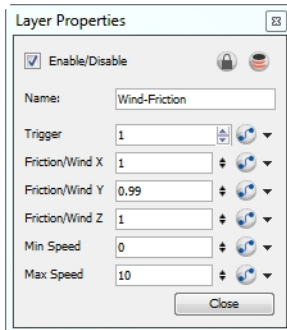 Layer Properties
Enable/Disable
Name: Wind-Friction
Trigger 1
Friction/Wind X 1
Friction/Wind Y 0.99
Friction/Wind Z 1
Min Speed 0
Max Speed 10
Close